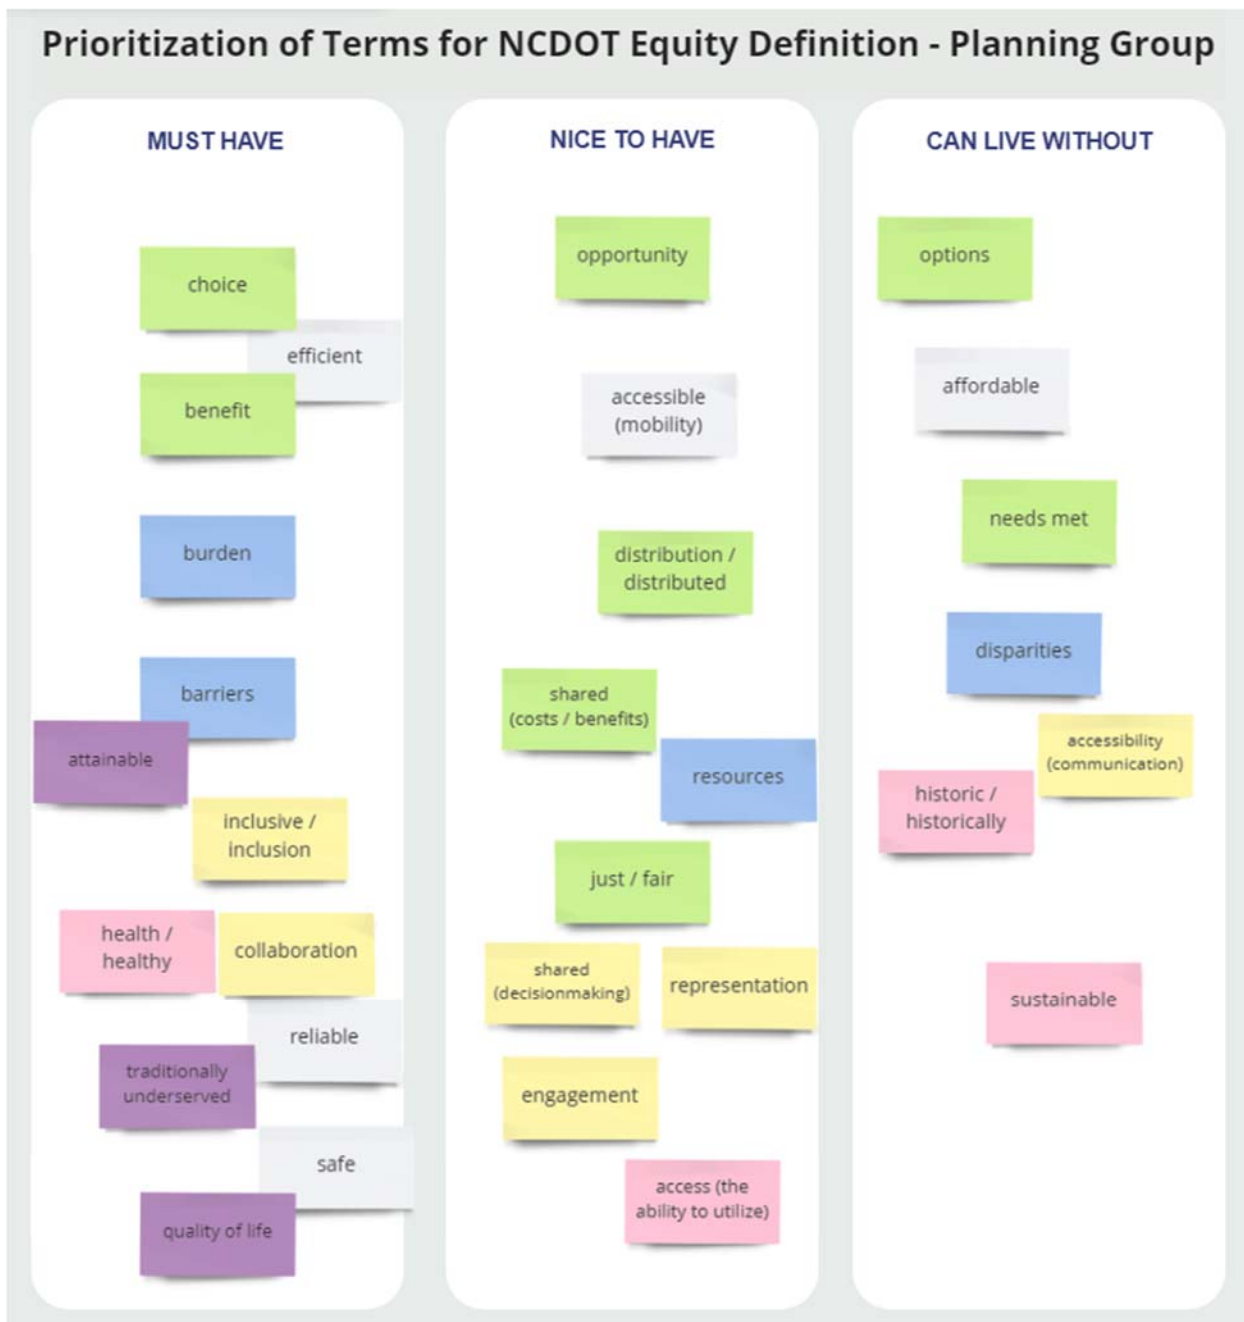 Prioritization of Terms for NCDOT Equity Definition - Planning Group
MUST HAVE
choice
efficient
benefit
burden
barriers
attainable
inclusive /
inclusion
health /
healthy
collaboration
reliable
traditionally
underserved
safe
quality of life
NICE TO HAVE
opportunity
accessible
(mobility)
distribution /
distributed
shared
(costs / benefits)
resources
just / fair
shared
(decisionmaking)
representation
engagement
access (the
ability to utilize)
CAN LIVE WITHOUT
options
affordable
needs met
disparities
accessibility
(communication)
historic /
historically
sustainable